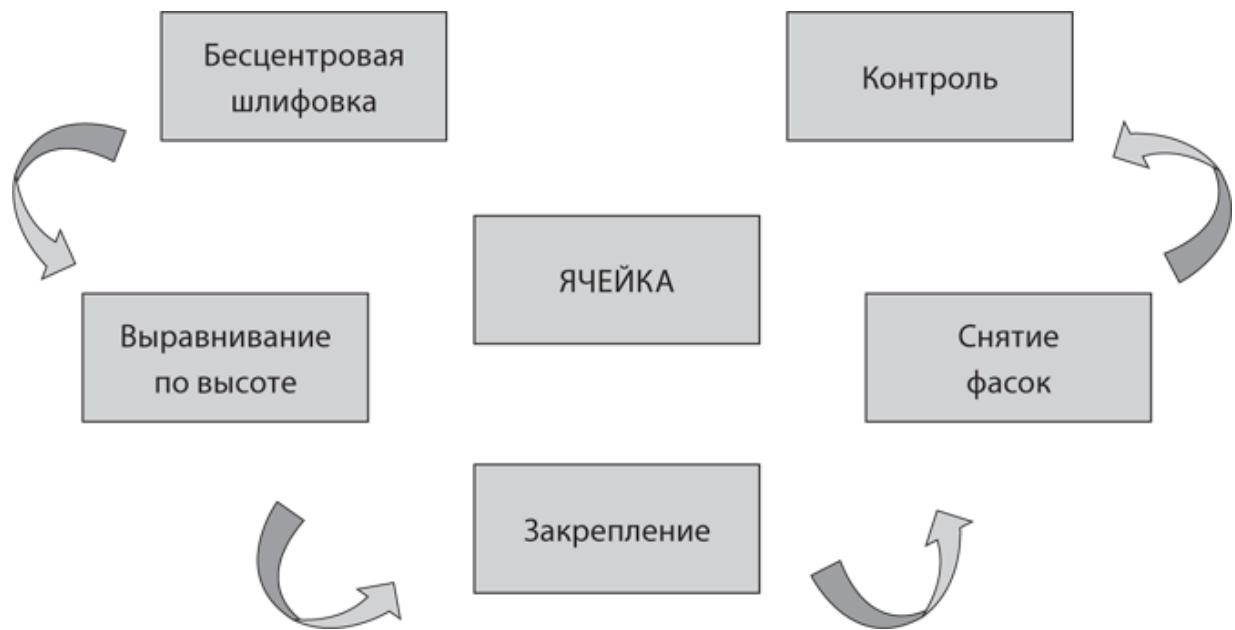 Бесцентровая
шлифовка
Контроль
ЯЧЕЙКА
Выравнивание
по высоте
Снятие
фасок
Закрепление